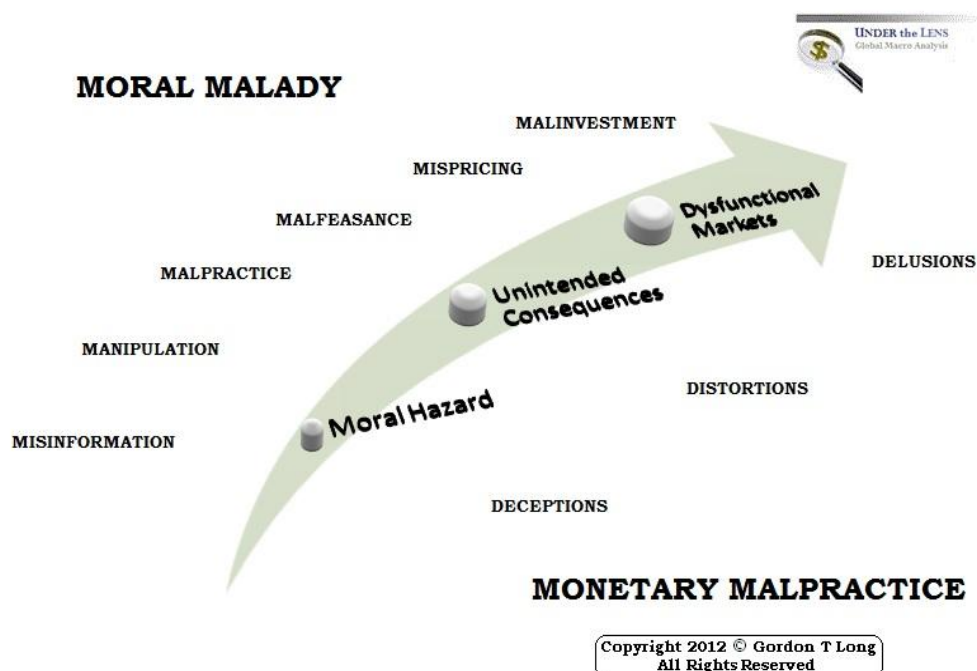 UNDER the LENS
Global Macro Analysis
MORAL MALADY
MALINVESTMENT
MISPRICING
MALFEASANCE
MALPRACTICE
MANIPULATION
MISINFORMATION
Dysfunctional
Markets
Unintended
Consequences
Moral Hazard
DELUSIONS
DISTORTIONS
DECEPTIONS
MONETARY MALPRACTICE
Copyright 2012 © Gordon T Long
All Rights Reserved